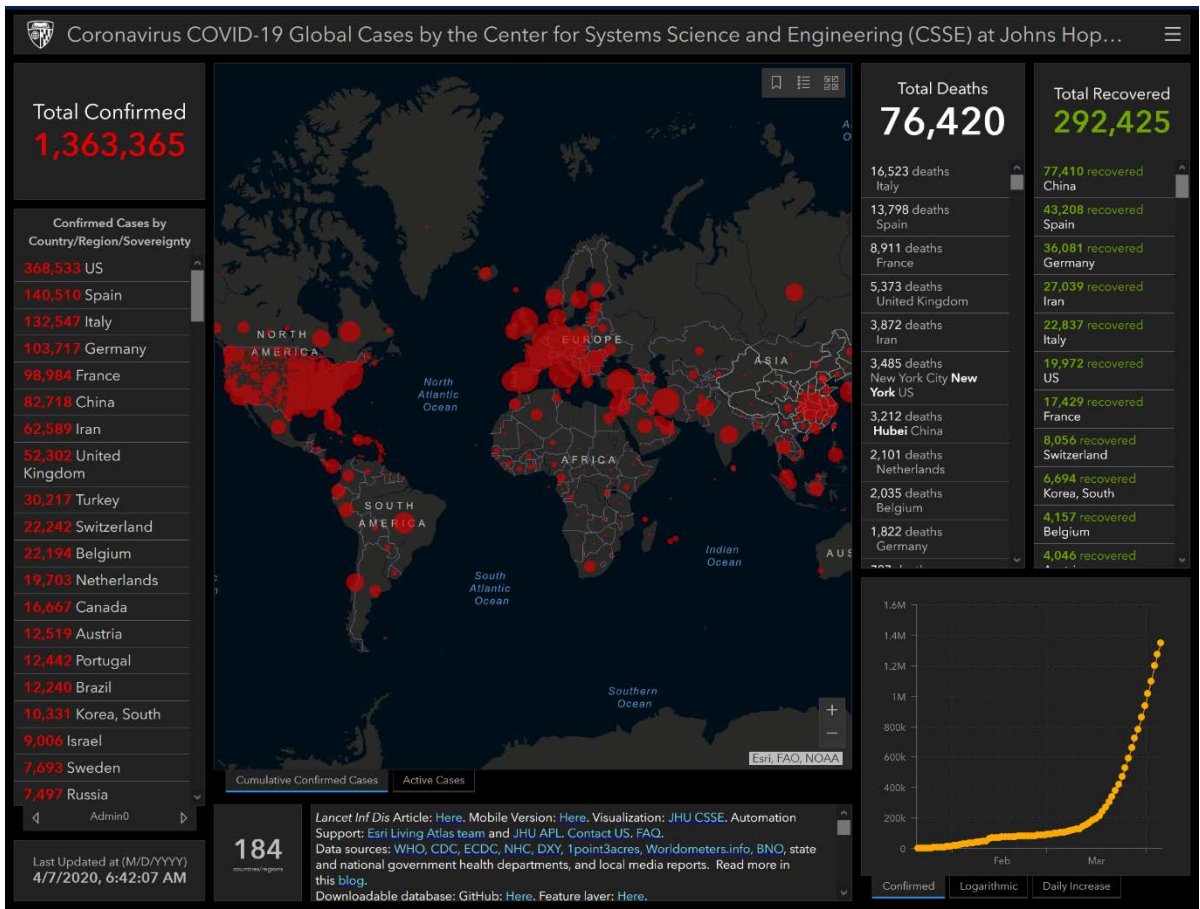 Coronavirus COVID-19 Global Cases by the Center for Systems Science and Engineering (CSSE) at Johns Hop...
Total Confirmed
1,363,365
Confirmed Cases by
Country/Region/Sovereignty
368,533 US
140,510 Spain
132,547 Italy
103,717 Germany
98,984 France
82,718 China
62,589 Iran
52,302 United
Kingdom
30,217 Turkey
22,242 Switzerland
22,194 Belgium
19,703 Netherlands
16,667 Canada
12,519 Austria
12,442 Portugal
12,240 Brazil
10,331 Korea, South
9,006 Israel
7,693 Sweden
7,497 Russia
Admin0
Last Updated at (M/D/YYYY)
4/7/2020, 6:42:07 AM
NORTH
AMERICA
North
Atlantic
Ocean
EUROPE
ASIA
AFRICA
SOUTH
AMERICA
Indian
Ocean
AUS
South
Atlantic
Ocean
Southern
Ocean
+
−
Esri, FAO, NOAA
Cumulative Confirmed Cases
Active Cases
184
countries/regions
Lancet Inf Dis Article: Here. Mobile Version: Here. Visualization: JHU CSSE. Automation
Support: Esri Living Atlas team and JHU APL. Contact US. FAQ.
Data sources: WHO, CDC, ECDC, NHC, DXY, 1point3acres, Worldometers.info, BNO, state
and national government health departments, and local media reports. Read more in
this blog.
Downloadable database: GitHub: Here. Feature layer: Here.
Total Deaths
76,420
16,523 deaths
Italy
13,798 deaths
Spain
8,911 deaths
France
5,373 deaths
United Kingdom
3,872 deaths
Iran
3,485 deaths
New York City New
York US
3,212 deaths
Hubei China
2,101 deaths
Netherlands
2,035 deaths
Belgium
1,822 deaths
Germany
Total Recovered
292,425
77,410 recovered
China
43,208 recovered
Spain
36,081 recovered
Germany
27,039 recovered
Iran
22,837 recovered
Italy
19,972 recovered
US
17,429 recovered
France
8,056 recovered
Switzerland
6,694 recovered
Korea, South
4,157 recovered
Belgium
4,046 recovered
1.6M
1.4M
1.2M
1M
800k
600k
400k
200k
0
Feb
Mar
Confirmed
Logarithmic
Daily Increase